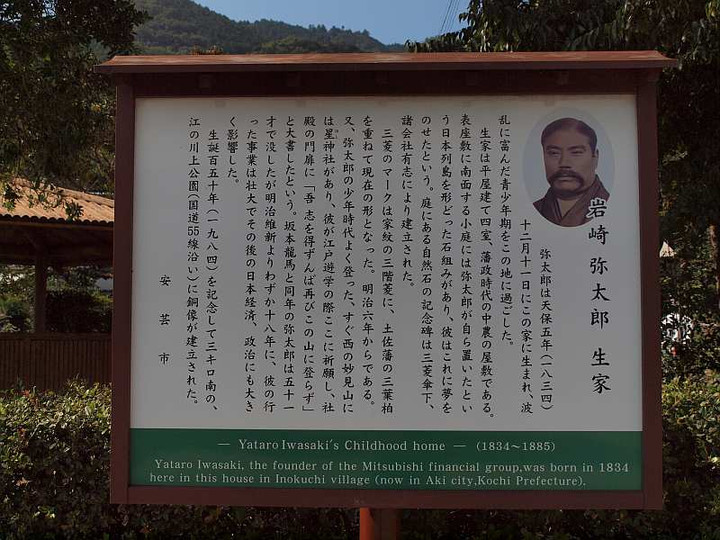 岩崎 弥太郎 生家
弥太郎は天保五年(一八三四)
十二月十一日にこの家に生まれ、波
乱に富んだ青少年期をこの地に過ごした。
生家は平屋建て四室、藩政時代の中農の屋敷である。
表座敷に南面する小庭には弥太郎が自ら置いたとい
う日本列島を形どった石組みがあり、彼はこれに夢を
のせたという。庭にある自然石の記念碑は三菱傘下、
諸会社有志により建立された。
三菱のマークは家紋の三階菱に、土佐藩の三葉柏
を重ねて現在の形となった。明治六年からである。
又、弥太郎の少年時代よく登った、すぐ西の妙見山に
は星神社があり、彼が江戸遊学の際ここに祈願し、社
殿の門扉に「吾 志を得ずんば再びこの山に登らず」
と大書したという。坂本龍馬と同年の弥太郎は五十一
才で没したが明治維新よりわずか十八年に、彼の行
った事業は壮大でその後の日本経済、政治にも大き
く影響した。
生誕百五十年(一九八四)を記念して三キロ南の、
江の川上公園(国道55線沿い)に銅像が建立された。
安芸市
— Yataro Iwasaki's Childhood home — (1834～1885)
Yataro Iwasaki, the founder of the Mitsubishi financial group,was born in 1834
here in this house in Inokuchi village (now in Aki city,Kochi Prefecture).